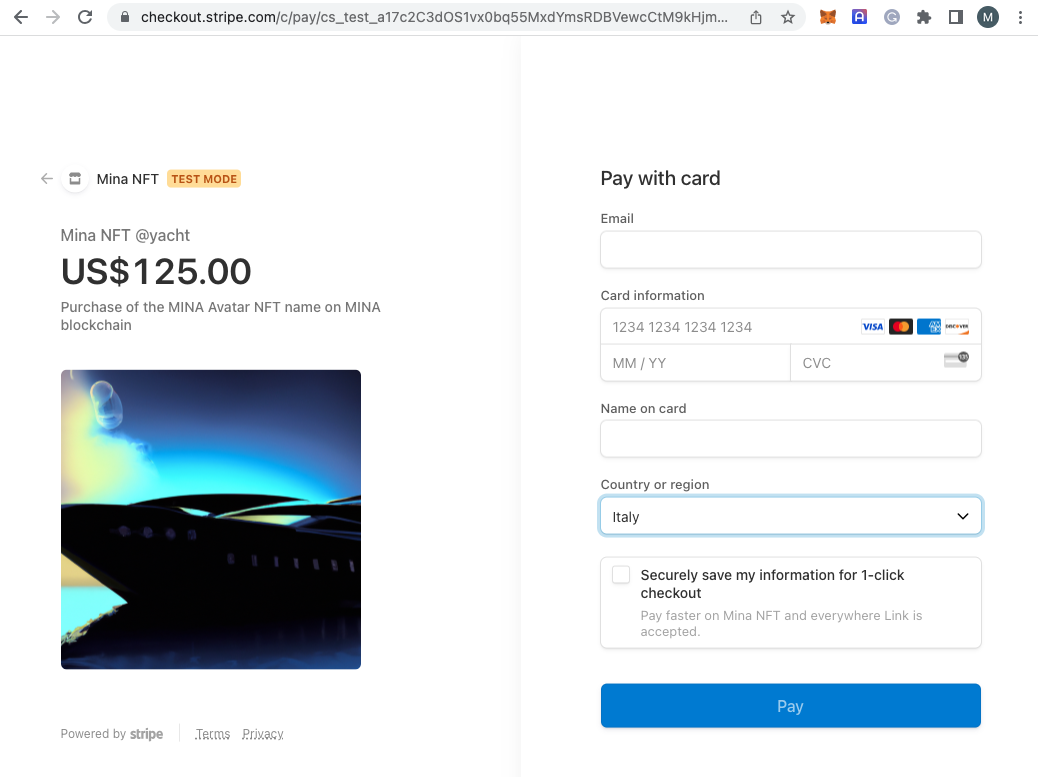 checkout.stripe.com/c/pay/cs_test_a17c2C3dOS1vx0bq55MxdYmsRDBVewcCtM9kHjm...
M
Mina NFT TEST MODE
Mina NFT @yacht
US$125.00
Purchase of the MINA Avatar NFT name on MINA
blockchain
Powered by stripe
Terms Privacy
Pay with card
Email
Card information
1234 1234 1234 1234
VISA
AMEX
DISCOVER
MM / YY
CVC
Name on card
Country or region
Italy
Securely save my information for 1-click
checkout
Pay faster on Mina NFT and everywhere Link is
accepted.
Pay